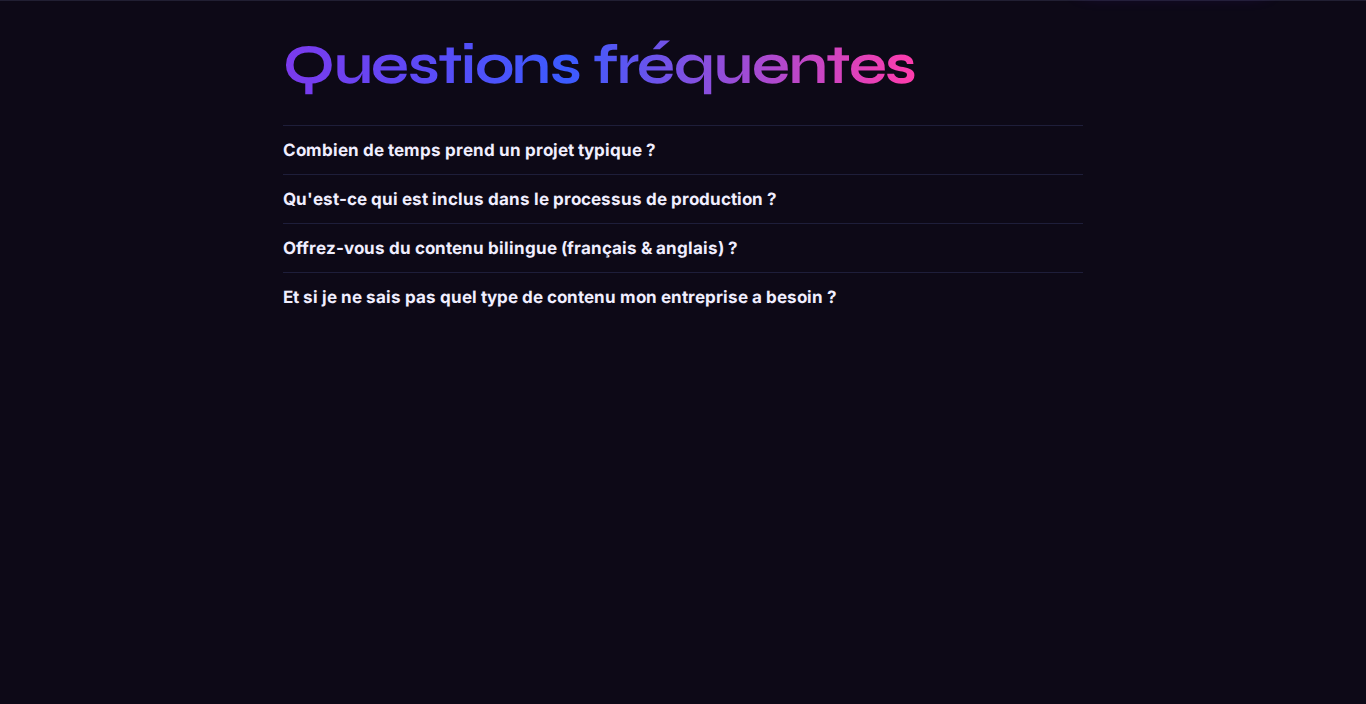 Questions fréquentes
Combien de temps prend un projet typique ?
Qu'est-ce qui est inclus dans le processus de production ?
Offrez-vous du contenu bilingue (français & anglais) ?
Et si je ne sais pas quel type de contenu mon entreprise a besoin ?